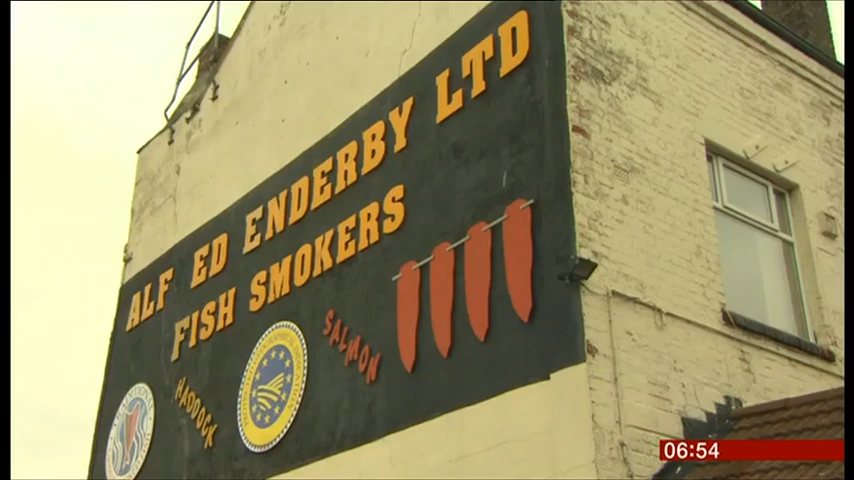 ALF ED ENDERBY LTD
FISH SMOKERS
SALMON
HADDOCK
06:54